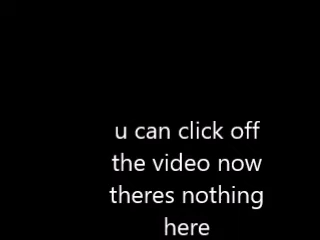 u can click off
the video now
theres nothing
here